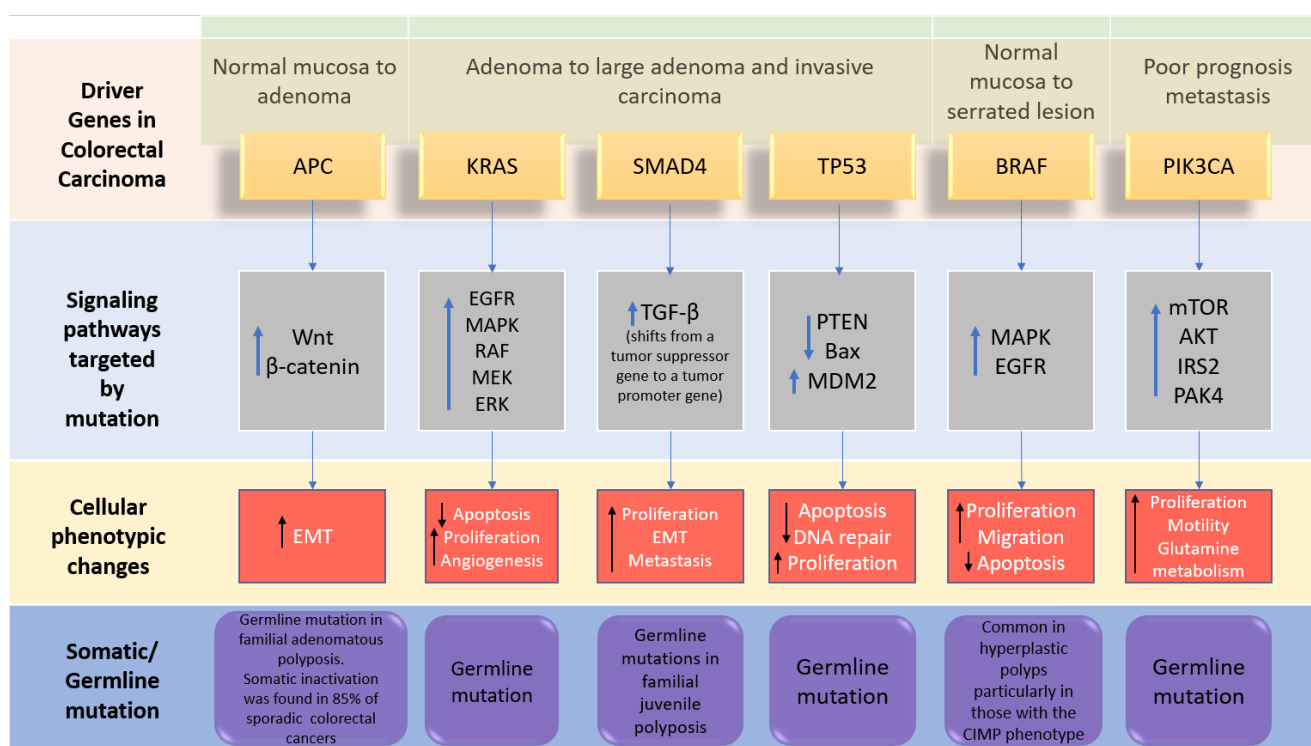 Driver
Genes in
Colorectal
Carcinoma
Normal mucosa to
adenoma
Adenoma to large adenoma and invasive
carcinoma
Normal
mucosa to
serrated lesion
Poor prognosis
metastasis
APC
KRAS
SMAD4
TP53
BRAF
PIK3CA
Signaling
pathways
targeted
by
mutation
Wnt
β-catenin
EGFR
MAPK
RAF
MEK
ERK
TGF-β
(shifts from a
tumor suppressor
gene to a tumor
promoter gene)
PTEN
Bax
MDM2
MAPK
EGFR
mTOR
AKT
IRS2
PAK4
Cellular
phenotypic
changes
EMT
Apoptosis
Proliferation
Angiogenesis
Proliferation
EMT
Metastasis
Apoptosis
DNA repair
Proliferation
Proliferation
Migration
Apoptosis
Proliferation
Motility
Glutamine
metabolism
Somatic/
Germline
mutation
Germline mutation in
familial adenomatous
polyposis.
Somatic inactivation
was found in 85% of
sporadic colorectal
cancers
Germline
mutation
Germline
mutations in
familial
juvenile
polyposis
Germline
mutation
Common in
hyperplastic
polyps
particularly in
those with the
CIMP phenotype
Germline
mutation